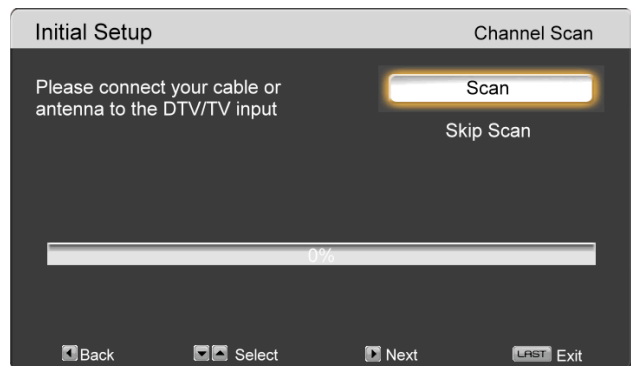 Initial Setup Channel Scan
Please connect your cable or Scan
antenna to the DTV/TV input
Skip Scan
0%
Back Select Next LAST Exit